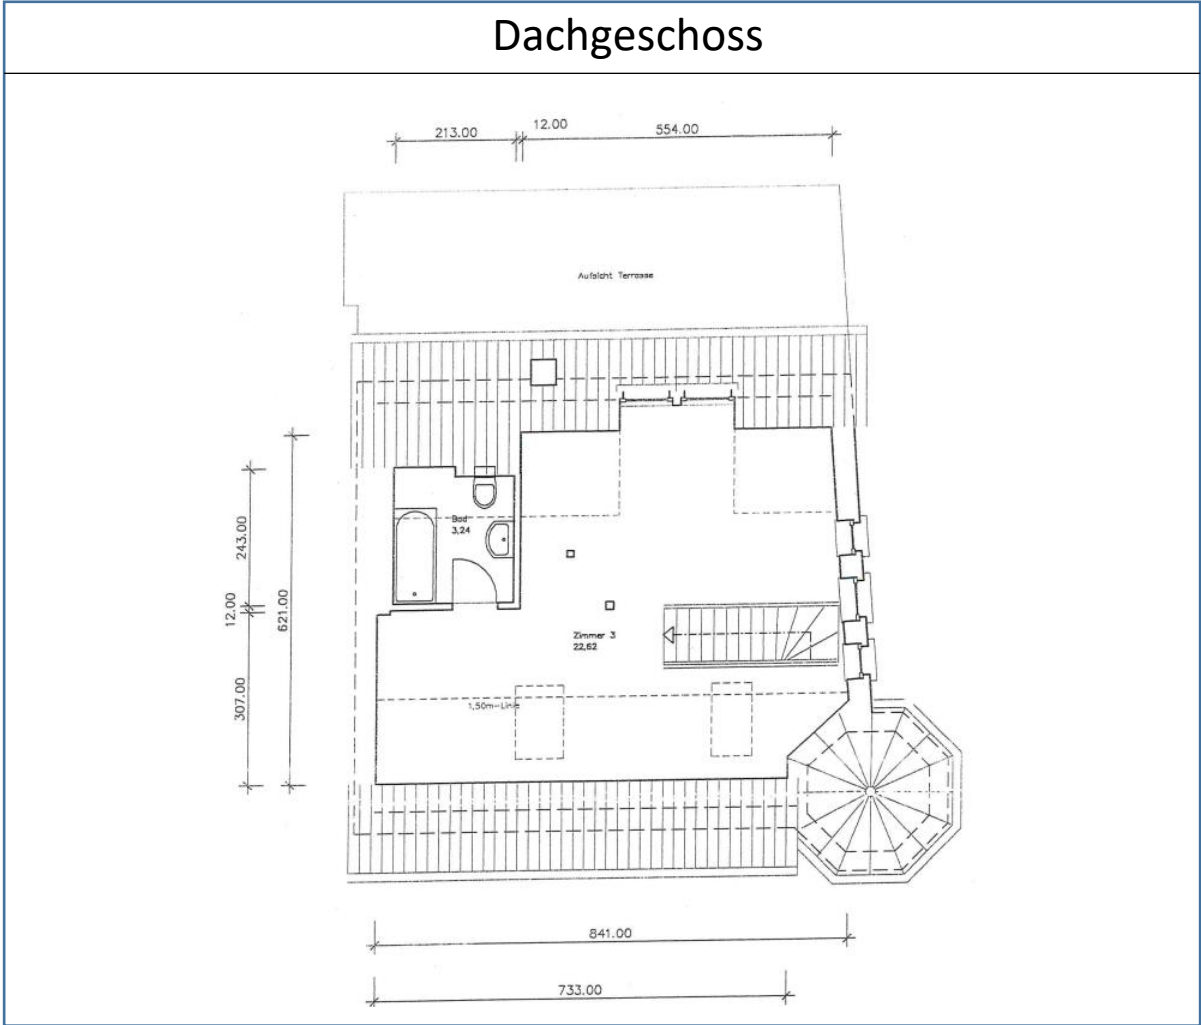 Dachgeschoss
213.00
12.00
554.00
Aufsicht Terrasse
243.00
12.00
621.00
307.00
Bad
3,24
Zimmer 3
22,62
1,50m-Linie
841.00
733.00